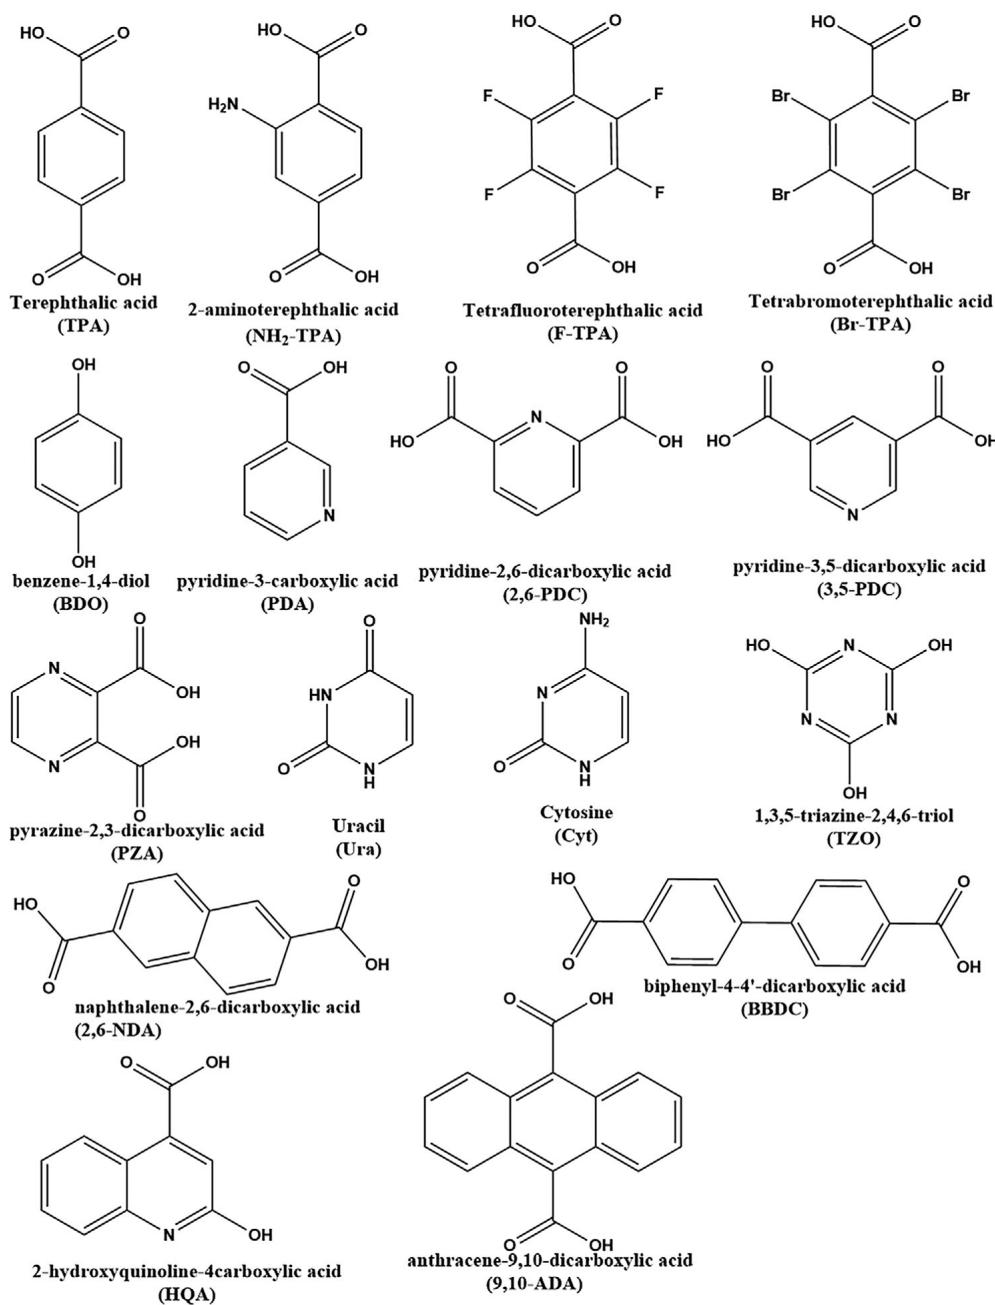 HO O
HO O
HO O
HO O
H2N
F F
Br Br
F F
Br Br
O OH
O OH
O OH
O OH
Terephthalic acid
(TPA)
2-aminoterephthalic acid
(NH2-TPA)
Tetrafluoroterephthalic acid
(F-TPA)
Tetrabromoterephthalic acid
(Br-TPA)
OH
OH
benzene-1,4-diol
(BDO)
O OH
N
pyridine-3-carboxylic acid
(PDA)
O O
HO N OH
pyridine-2,6-dicarboxylic acid
(2,6-PDC)
O O
HO OH
N
pyridine-3,5-dicarboxylic acid
(3,5-PDC)
O
N OH
OH
N
O
pyrazine-2,3-dicarboxylic acid
(PZA)
O
HN
O N
H
Uracil
(Ura)
NH2
N
O N
H
Cytosine
(Cyt)
HO N OH
N N
OH
1,3,5-triazine-2,4,6-triol
(TZO)
HO O
O OH
naphthalene-2,6-dicarboxylic acid
(2,6-NDA)
HO O
O OH
biphenyl-4-4'-dicarboxylic acid
(BBDC)
O OH
N OH
2-hydroxyquinoline-4carboxylic acid
(HQA)
O OH
O OH
anthracene-9,10-dicarboxylic acid
(9,10-ADA)